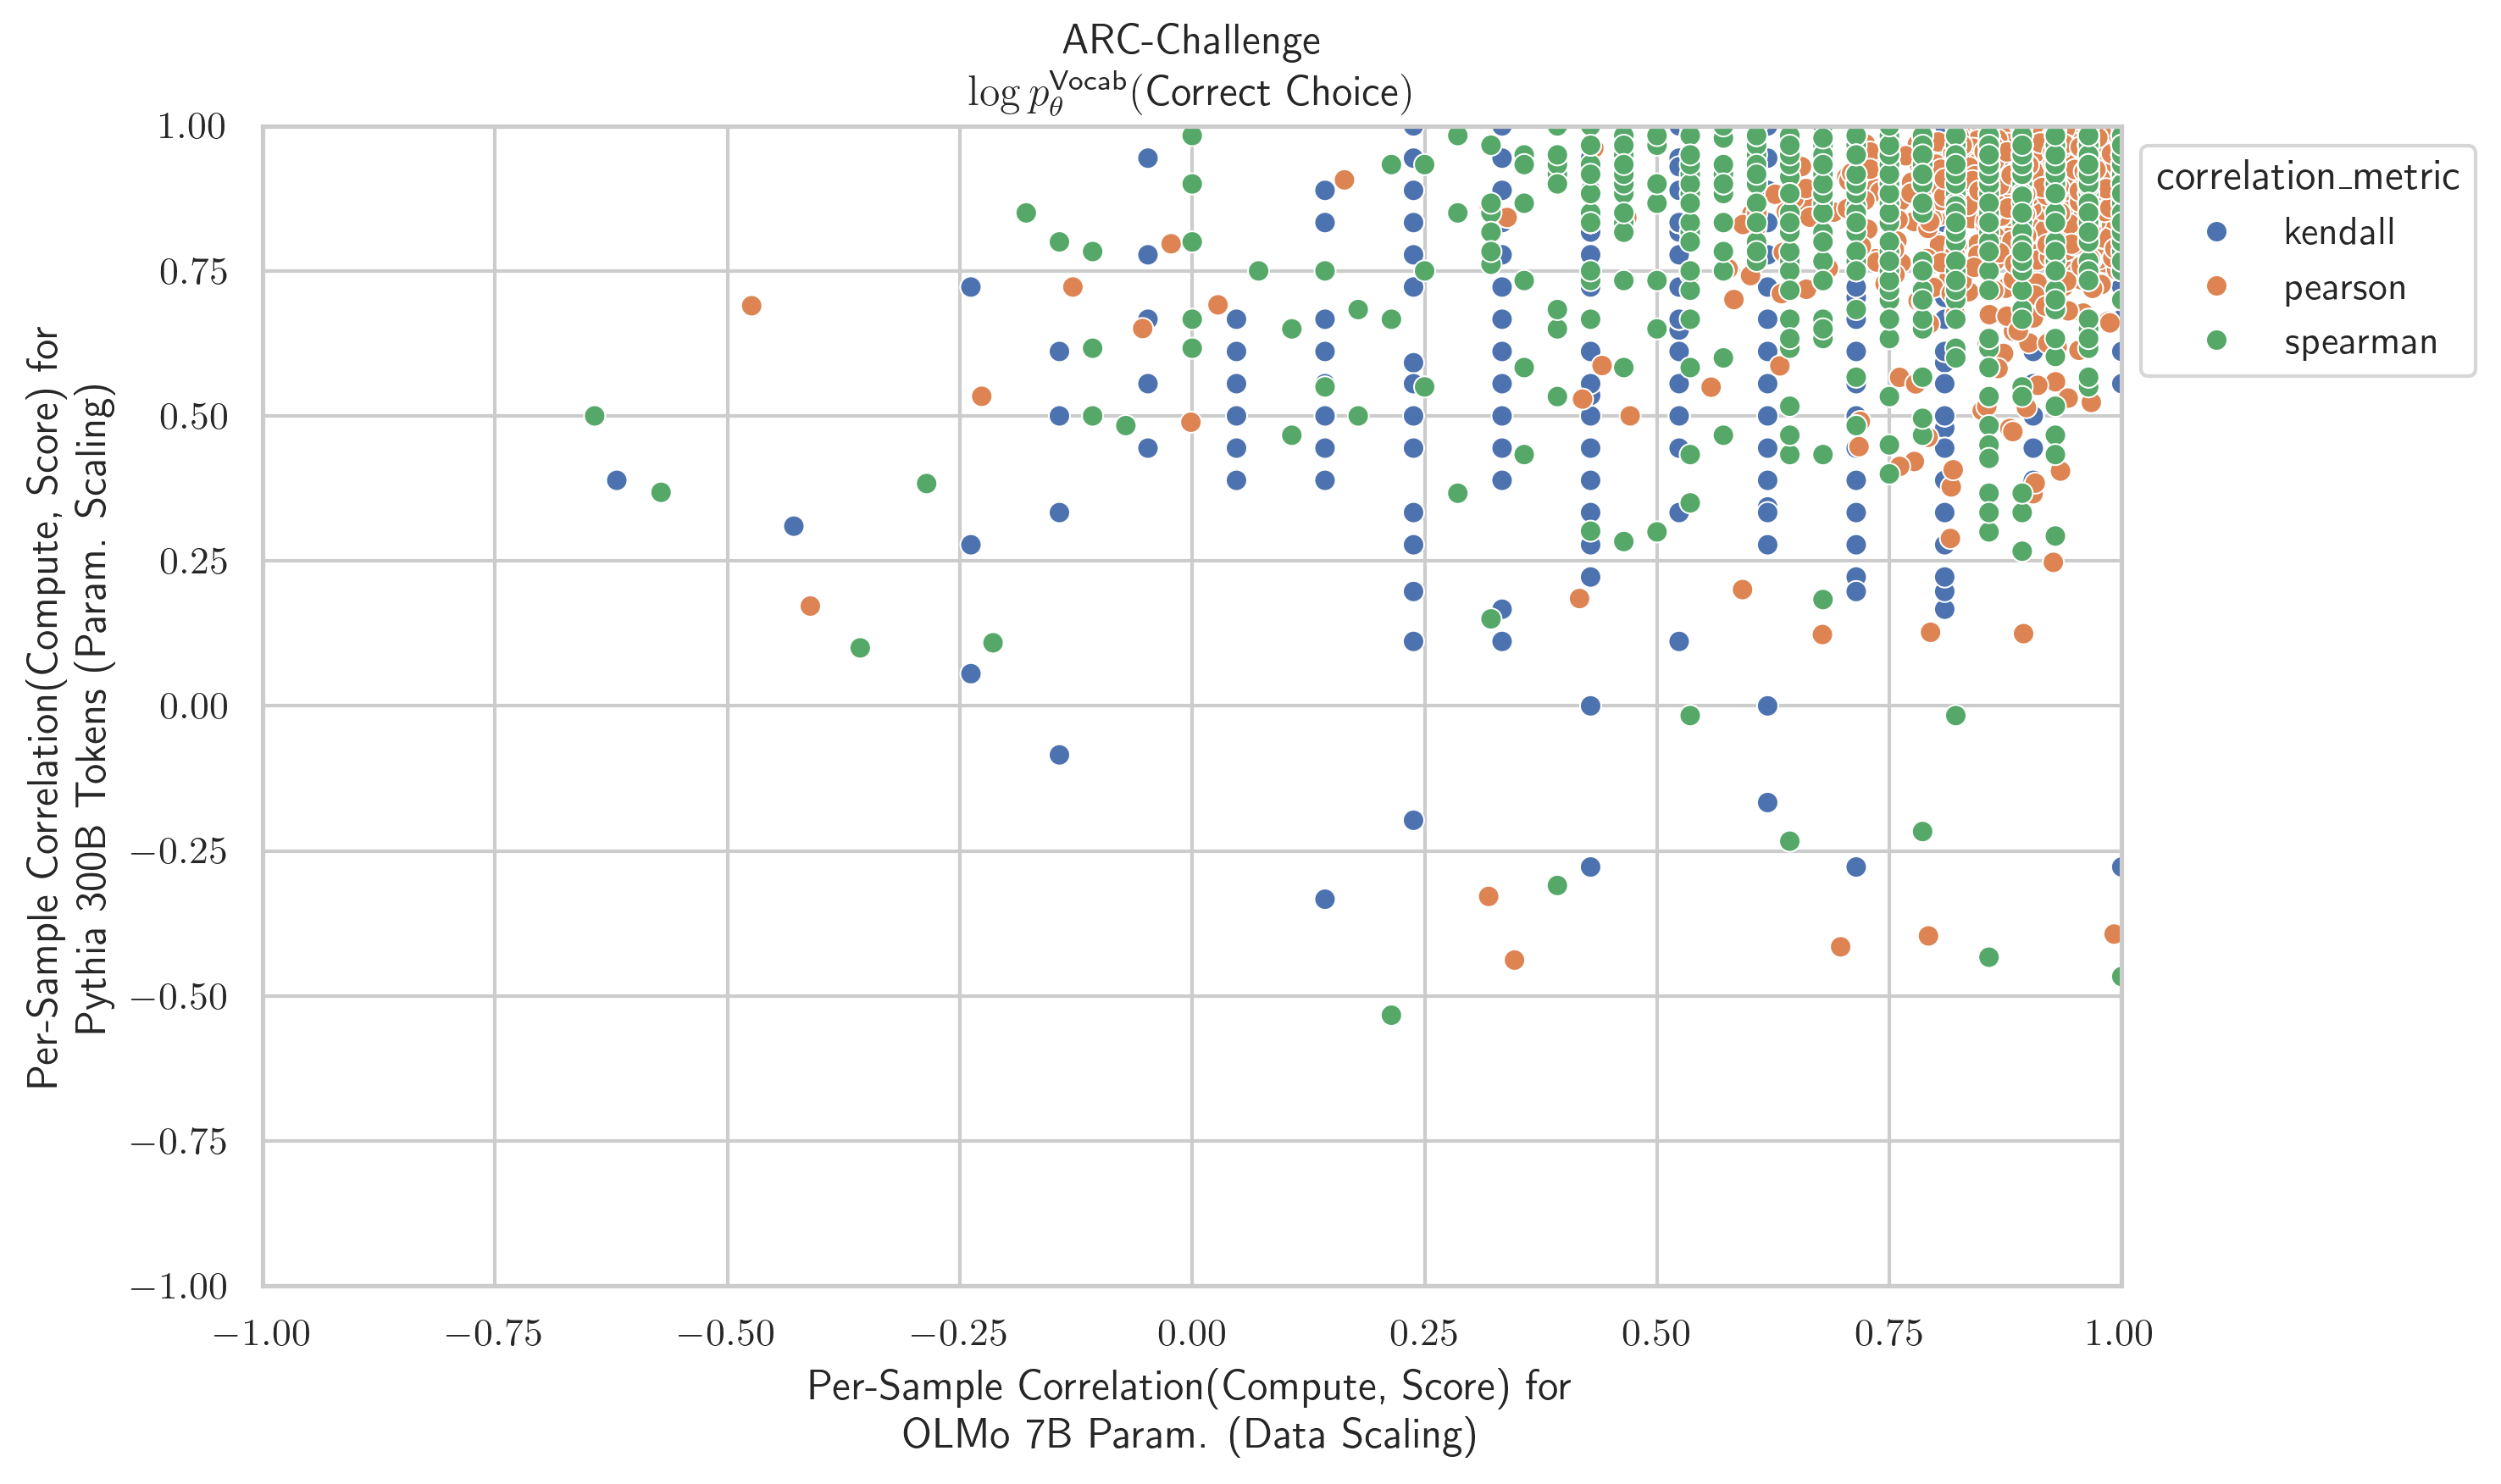 ARC-Challenge
log p_θ^Vocab(Correct Choice)
Per-Sample Correlation(Compute, Score) for
Pythia 300B Tokens (Param. Scaling)
1.00
0.75
0.50
0.25
0.00
−0.25
−0.50
−0.75
−1.00
−1.00 −0.75 −0.50 −0.25 0.00 0.25 0.50 0.75 1.00
Per-Sample Correlation(Compute, Score) for
OLMo 7B Param. (Data Scaling)
correlation_metric
kendall
pearson
spearman